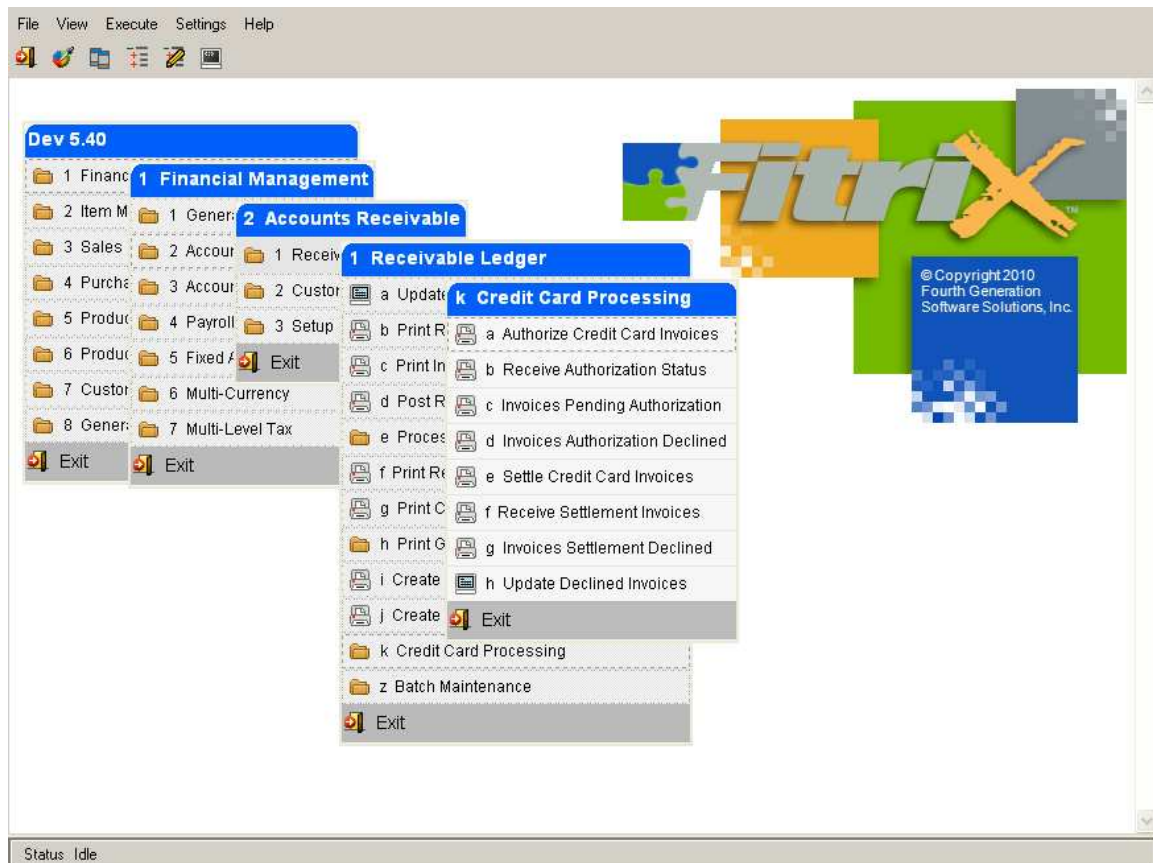 File View Execute Settings Help
Dev 5.40
1 Financ
2 Item M
3 Sales
4 Purcha
5 Produc
6 Produc
7 Custor
8 Genera
Exit
1 Financial Management
1 Genera
2 Accour
3 Accour
4 Payroll
5 Fixed A
6 Multi-Currency
7 Multi-Level Tax
Exit
2 Accounts Receivable
1 Receiv
2 Custor
3 Setup
Exit
1 Receivable Ledger
a Update
b Print R
c Print In
d Post R
e Proces
f Print Re
g Print C
h Print G
i Create
j Create
k Credit Card Processing
z Batch Maintenance
Exit
k Credit Card Processing
a Authorize Credit Card Invoices
b Receive Authorization Status
c Invoices Pending Authorization
d Invoices Authorization Declined
e Settle Credit Card Invoices
f Receive Settlement Invoices
g Invoices Settlement Declined
h Update Declined Invoices
Exit
FitriX™
© Copyright 2010
Fourth Generation
Software Solutions, Inc.
Status Idle